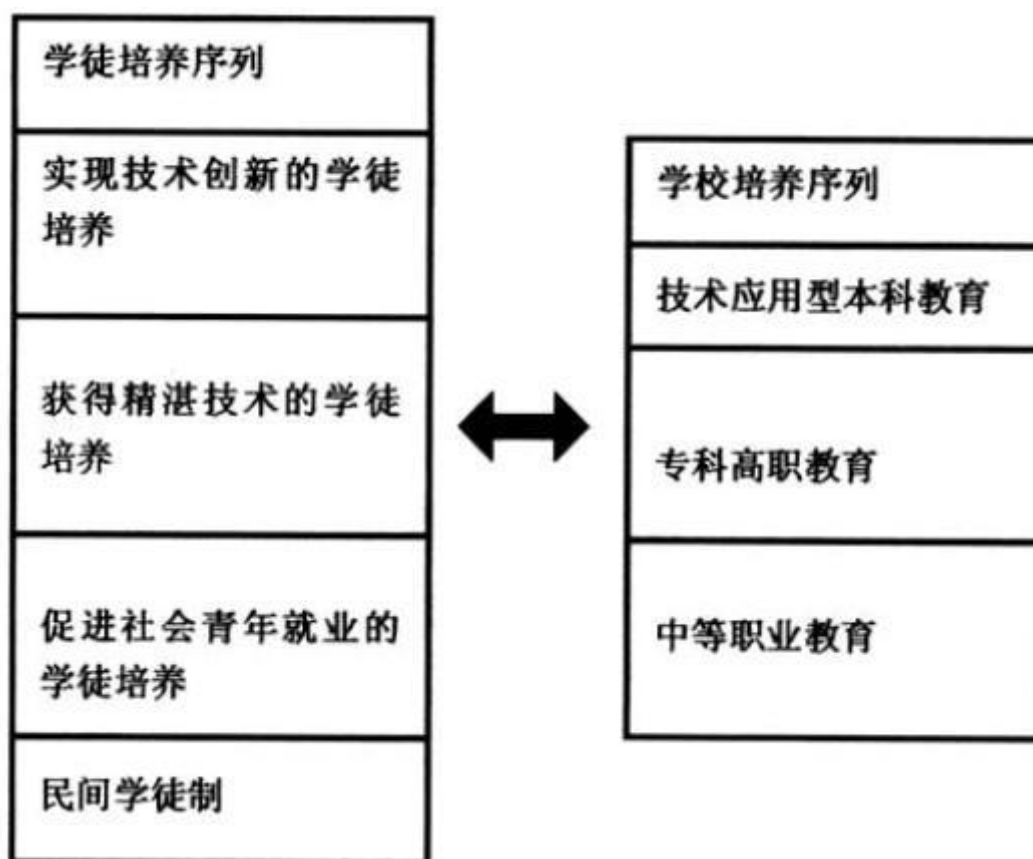 学徒培养序列
实现技术创新的学徒
培养
获得精湛技术的学徒
培养
促进社会青年就业的
学徒培养
民间学徒制
学校培养序列
技术应用型本科教育
专科高职教育
中等职业教育